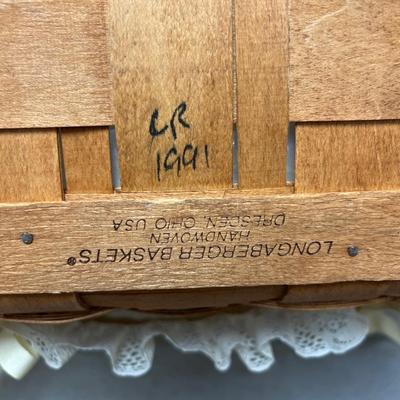 CR
1991
LONGABERGER BASKETS®
HANDWOVEN
DRESDEN, OHIO USA